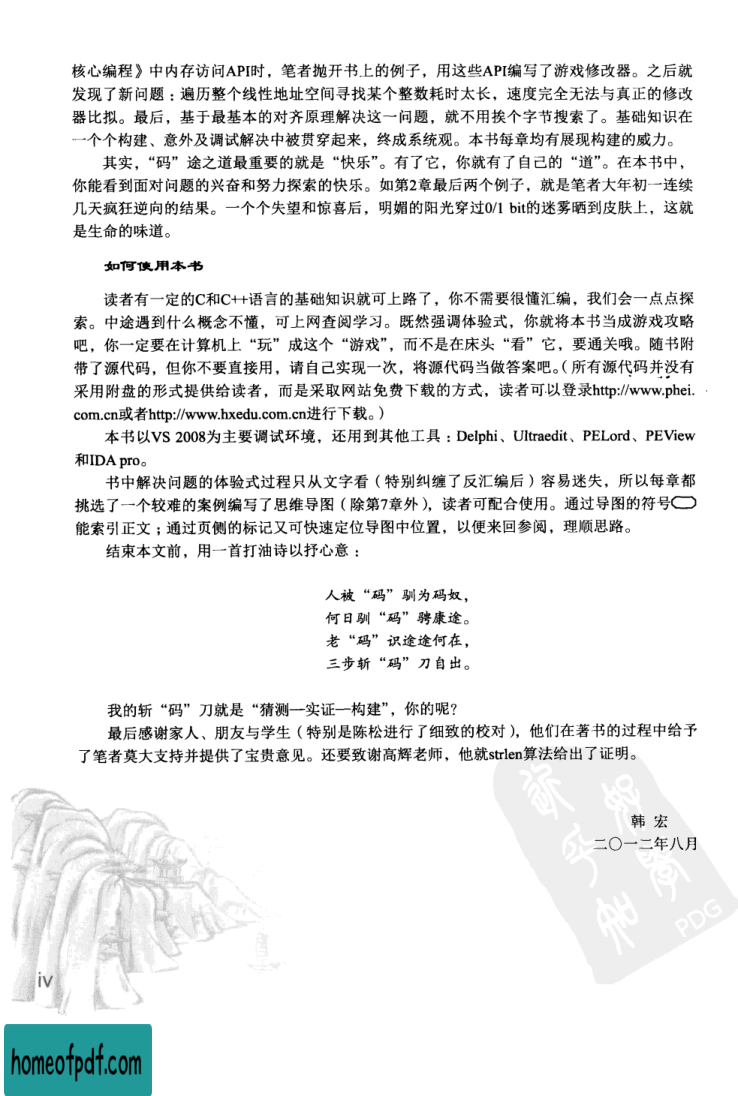 核心编程》中内存访问API时，笔者抛开书上的例子，用这些API编写了游戏修改器。之后就
发现了新问题：遍历整个线性地址空间寻找某个整数耗时太长，速度完全无法与真正的修改
器比拟。最后，基于最基本的对齐原理解决这一问题，就不用挨个字节搜索了。基础知识在
一个个构建、意外及调试解决中被贯穿起来，终成系统观。本书每章均有展现构建的威力。
其实，“码”途之道最重要的就是“快乐”。有了它，你就有了自己的“道”。在本书中，
你能看到面对问题的兴奋和努力探索的快乐。如第2章最后两个例子，就是笔者大年初一连续
几天疯狂逆向的结果。一个个失望和惊喜后，明媚的阳光穿过0/1 bit的迷雾晒到皮肤上，这就
是生命的味道。
如何使用本书
读者有一定的C和C++语言的基础知识就可上路了，你不需要很懂汇编，我们会一点点探
索。中途遇到什么概念不懂，可上网查阅学习。既然强调体验式，你就将本书当成游戏攻略
吧，你一定要在计算机上“玩”成这个“游戏”，而不是在床头“看”它，要通关哦。随书附
带了源代码，但你不要直接用，请自己实现一次，将源代码当做答案吧。（所有源代码并没有
采用附盘的形式提供给读者，而是采取网站免费下载的方式，读者可以登录http://www.phei.
com.cn或者http://www.hxedu.com.cn进行下载。）
本书以VS 2008为主要调试环境，还用到其他工具：Delphi、Ultraedit、PELord、PEView
和IDA pro。
书中解决问题的体验式过程只从文字看（特别纠缠了反汇编后）容易迷失，所以每章都
挑选了一个较难的案例编写了思维导图（除第7章外），读者可配合使用。通过导图的符号
能索引正文；通过页侧的标记又可快速定位导图中位置，以便来回参阅，理顺思路。
结束本文前，用一首打油诗以抒心意：
人被“码”驯为码奴，
何日驯“码”骋康途。
老“码”识途途何在，
三步斩“码”刀自出。
我的斩“码”刀就是“猜测—实证—构建”，你的呢？
最后感谢家人、朋友与学生（特别是陈松进行了细致的校对），他们在著书的过程中给予
了笔者莫大支持并提供了宝贵意见。还要致谢高辉老师，他就strlen算法给出了证明。
韩 宏
二〇一二年八月
PDG
iv
homeofpdf.com